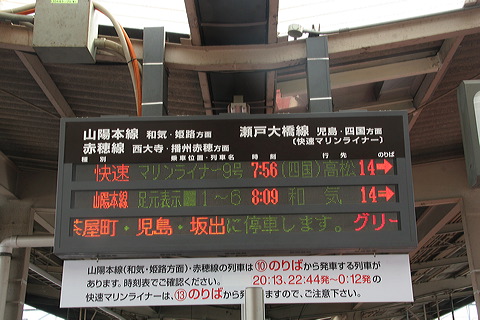 山陽本線 和気・姫路方面 瀬戸大橋線 児島・四国方面
赤穂線 西大寺・播州赤穂方面 (快速マリンライナー)
種別 乗車位置・列車名 時刻 行先 のりば
快速 マリンライナー9号 7:56 (四国)高松 14→
山陽本線 足元表示 1~6 8:09 和気 14→
茶屋町・児島・坂出に停車します。 グリー
山陽本線(和気・姫路方面)・赤穂線の列車は⑩のりばから発車する列車が
あります。時刻表でご確認ください。 20:13、22:44発~0:12発の
快速マリンライナーは、⑬のりばから発車しますので、ご注意下さい。